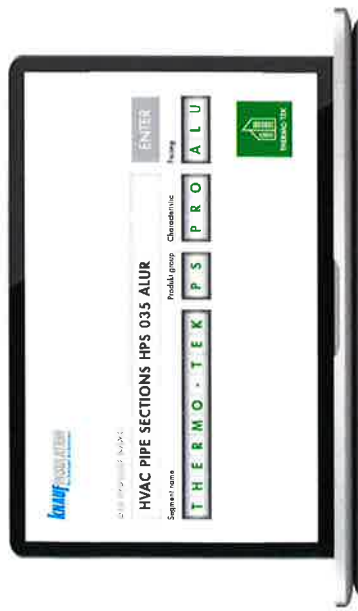 KNAUF INSULATION
HVAC PIPE SECTIONS HPS 035 ALUR
ENTER
Segment name Produkt group Characteristic Facing
THERMO-TEK PS PRO ALU
THERMO-TEK